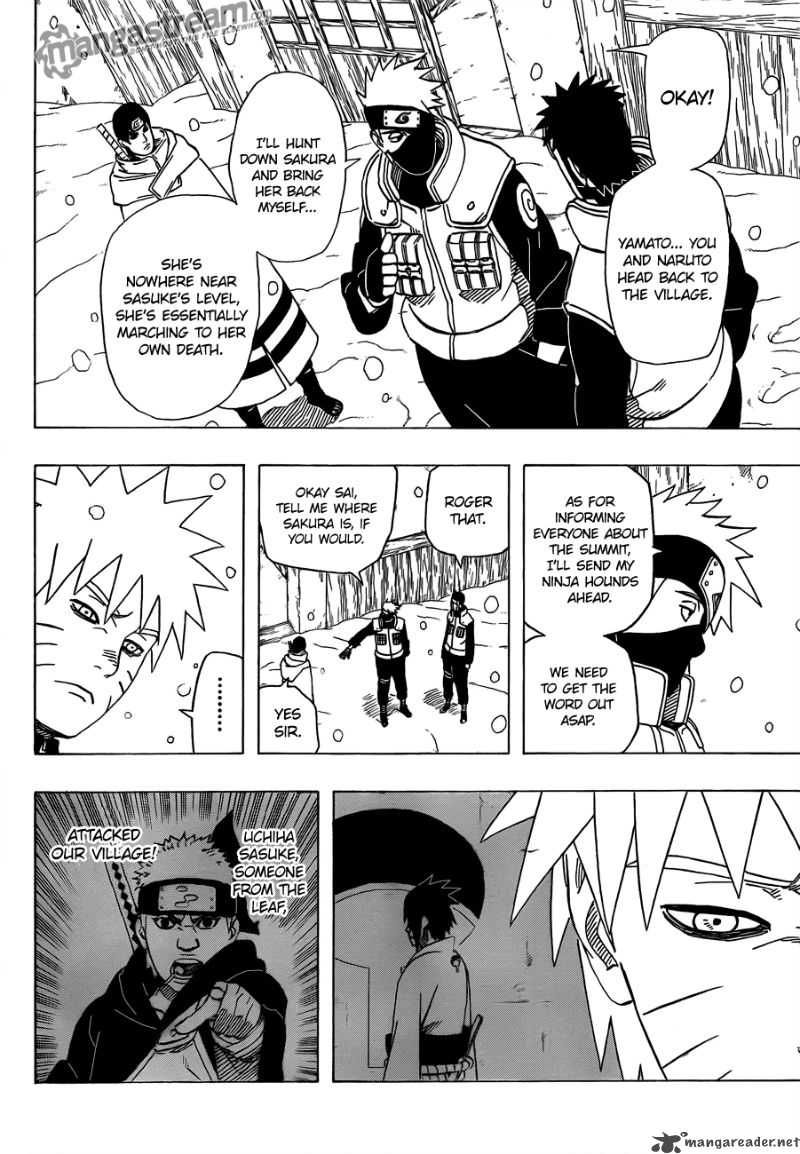 mangastream.com
OKAY!
YAMATO... YOU
AND NARUTO
HEAD BACK TO
THE VILLAGE.
I'LL HUNT
DOWN SAKURA
AND BRING
HER BACK
MYSELF...
SHE'S
NOWHERE NEAR
SASUKE'S LEVEL,
SHE'S ESSENTIALLY
MARCHING TO HER
OWN DEATH.
AS FOR
INFORMING
EVERYONE ABOUT
THE SUMMIT,
I'LL SEND MY
NINJA HOUNDS
AHEAD.
WE NEED
TO GET THE
WORD OUT
ASAP.
ROGER
THAT.
OKAY SAI,
TELL ME WHERE
SAKURA IS, IF
YOU WOULD.
YES
SIR.
.........
UCHIHA
SASUKE,
SOMEONE
FROM THE
LEAF,
ATTACKED
OUR VILLAGE!
mangareader.net